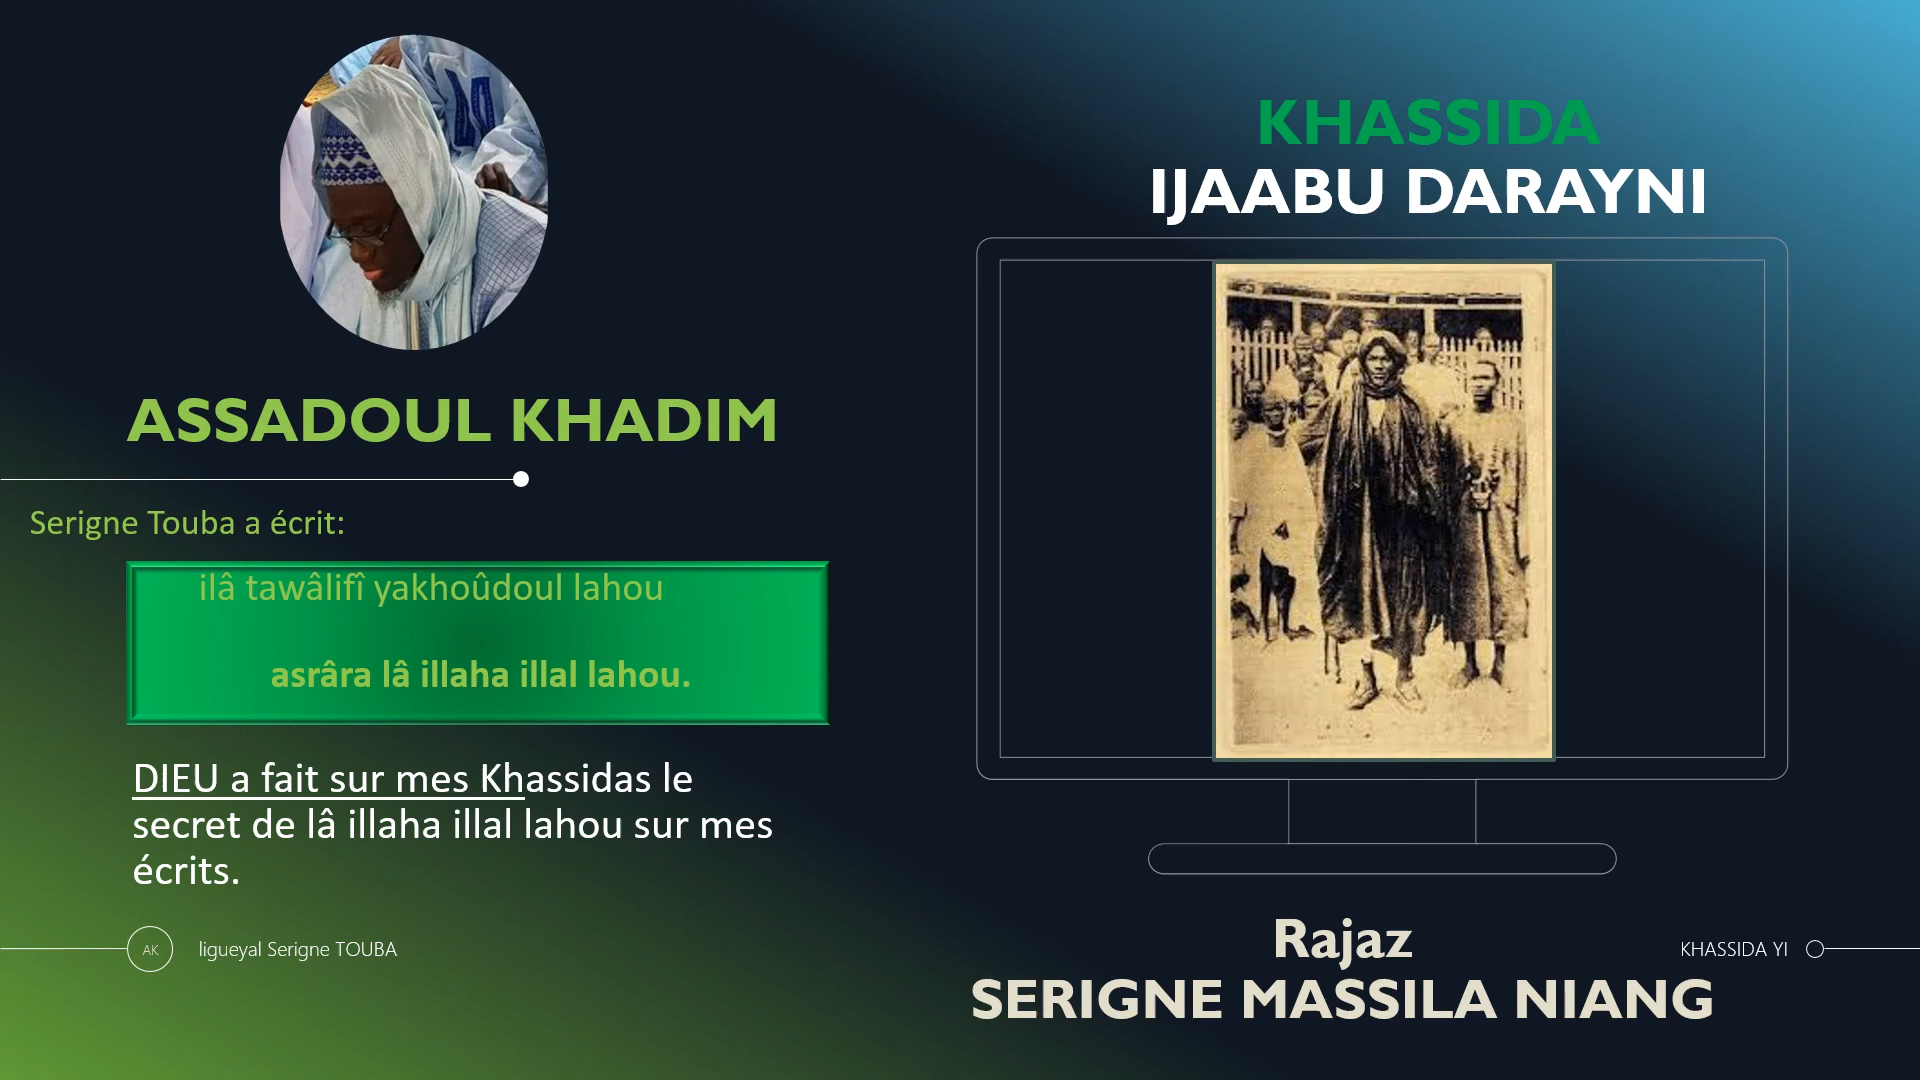 ASSADOUL KHADIM
Serigne Touba a écrit:
ilâ tawâlifî yakhoûdoul lahou
asrâra lâ illaha illal lahou.
DIEU a fait sur mes Khassidas le
secret de lâ illaha illal lahou sur mes
écrits.
AK
ligueyal Serigne TOUBA
KHASSIDA
IJAABU DARAYNI
Rajaz
SERIGNE MASSILA NIANG
KHASSIDA YI